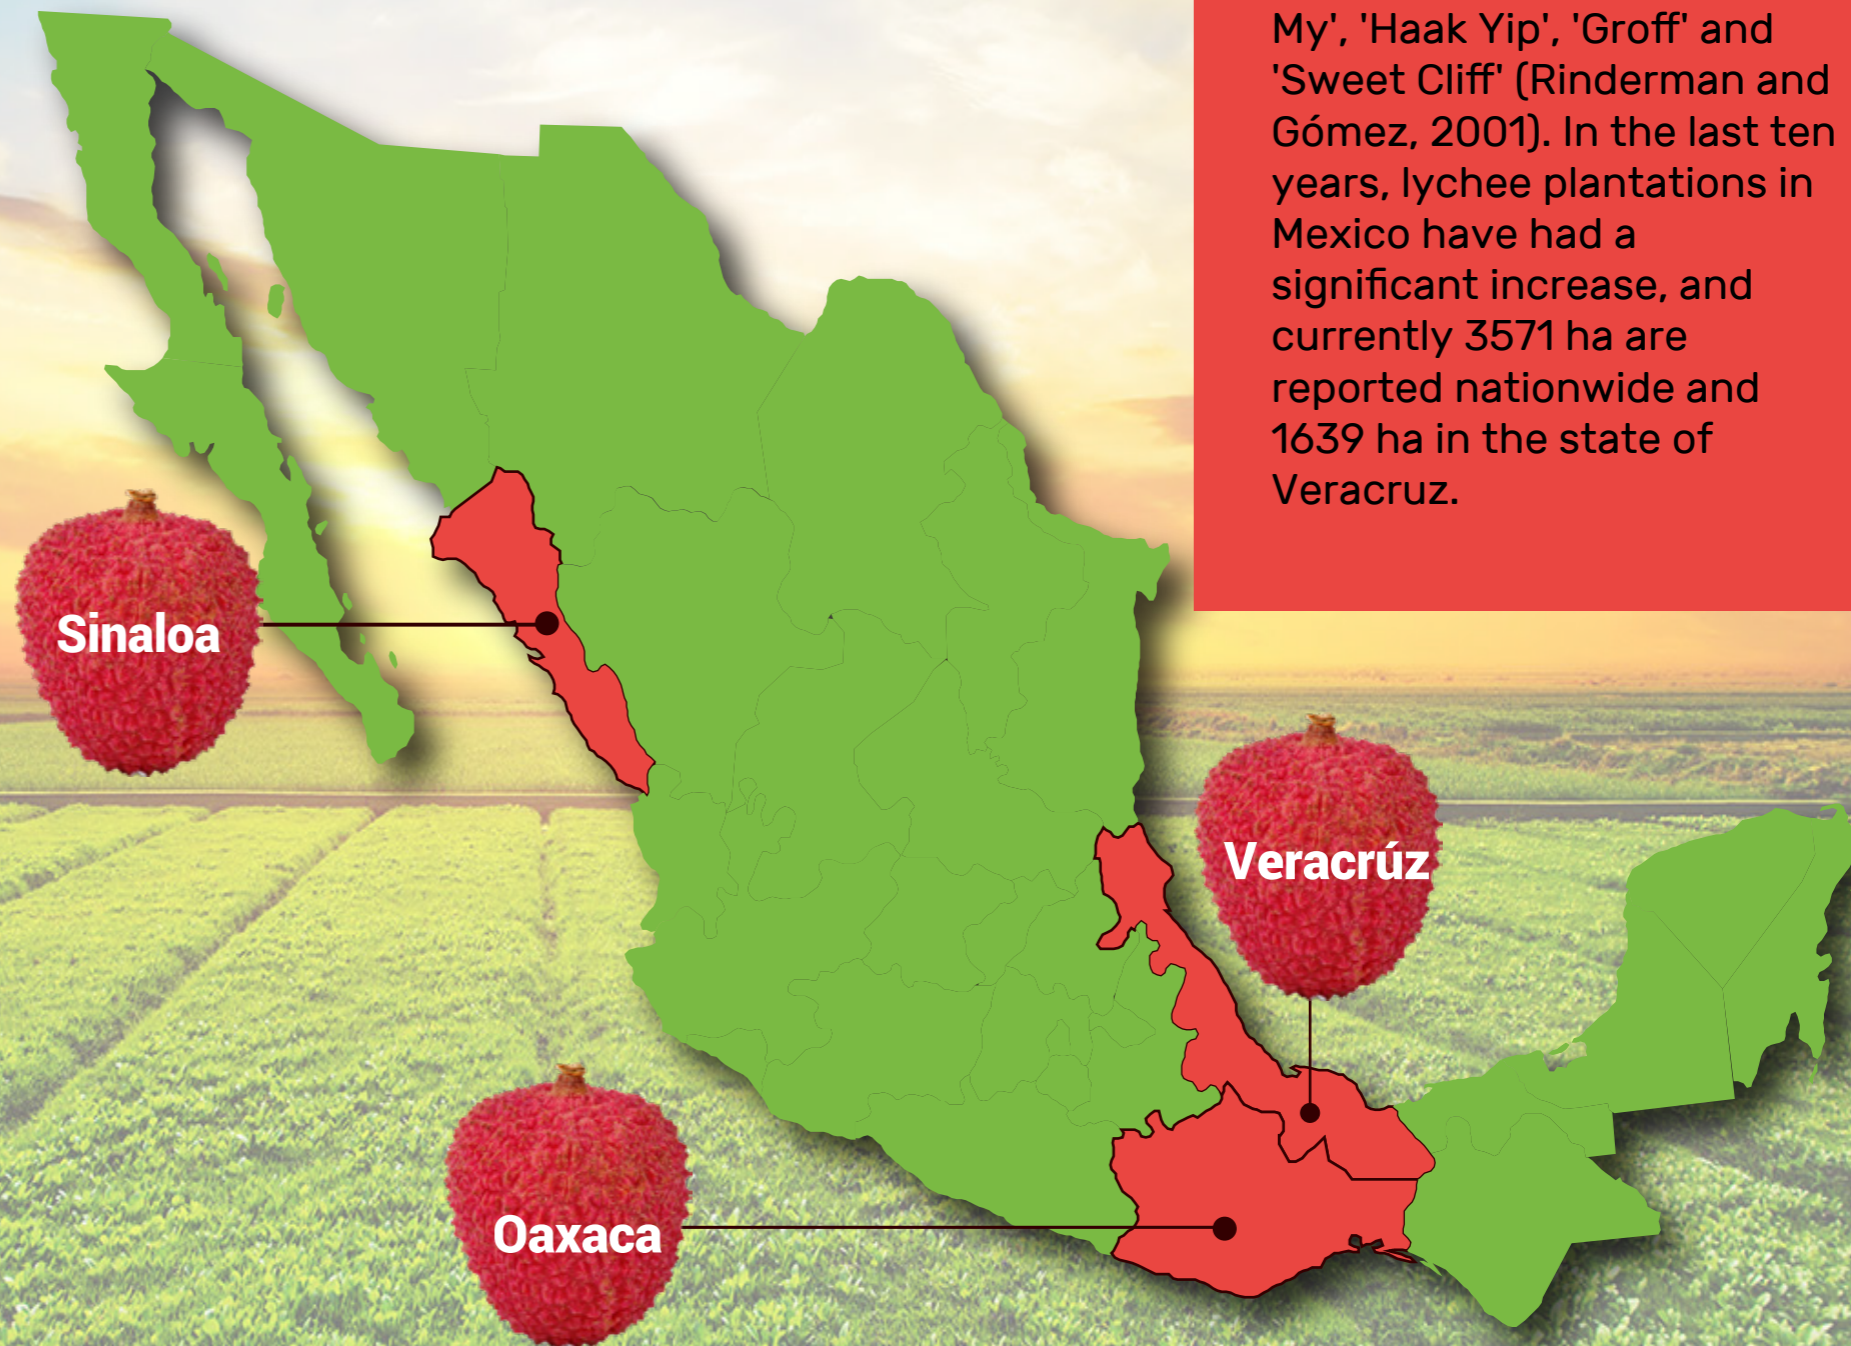 My', 'Haak Yip', 'Groff' and
'Sweet Cliff' (Rinderman and
Gómez, 2001). In the last ten
years, lychee plantations in
Mexico have had a
significant increase, and
currently 3571 ha are
reported nationwide and
1639 ha in the state of
Veracruz.
Sinaloa
Veracrúz
Oaxaca